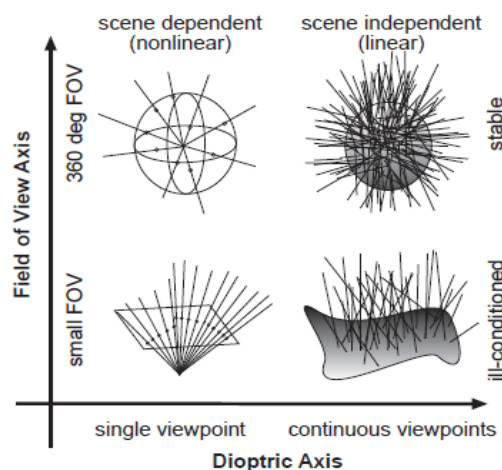 scene dependent
(nonlinear)
scene independent
(linear)
Field of View Axis
360 deg FOV
small FOV
stable
ill-conditioned
single viewpoint
continuous viewpoints
Dioptric Axis